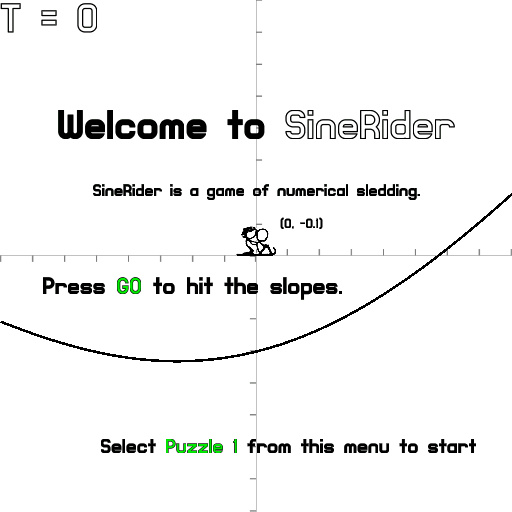 T = 0
Welcome to SineRider
SineRider is a game of numerical sledding.
(0, -0.1)
Press GO to hit the slopes.
Select Puzzle 1 from this menu to start